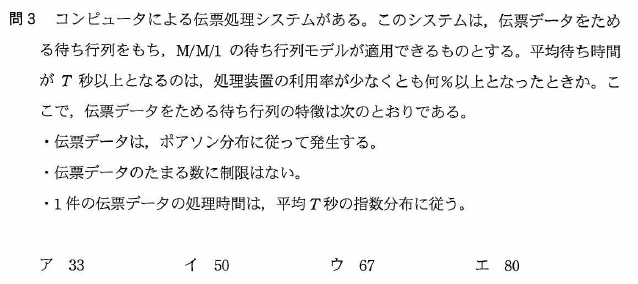 問3 コンピュータによる伝票処理システムがある。このシステムは，伝票データをため
る待ち行列をもち，M/M/1 の待ち行列モデルが適用できるものとする。平均待ち時間
が T 秒以上となるのは，処理装置の利用率が少なくとも何％以上となったときか。こ
こで，伝票データをためる待ち行列の特徴は次のとおりである。
・伝票データは，ポアソン分布に従って発生する。
・伝票データのたまる数に制限はない。
・1 件の伝票データの処理時間は，平均 T 秒の指数分布に従う。
ア 33 イ 50 ウ 67 エ 80